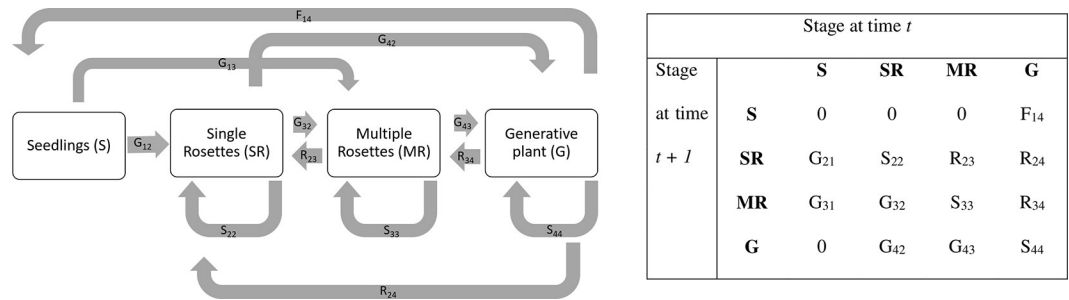 F14
G42
G13
Seedlings (S)
G12
Single
Rosettes (SR)
G32
R23
Multiple
Rosettes (MR)
G43
R34
Generative
plant (G)
S22
S33
S44
R24
Stage at time t
Stage S SR MR G
at time S 0 0 0 F14
t + 1 SR G21 S22 R23 R24
MR G31 G32 S33 R34
G 0 G42 G43 S44